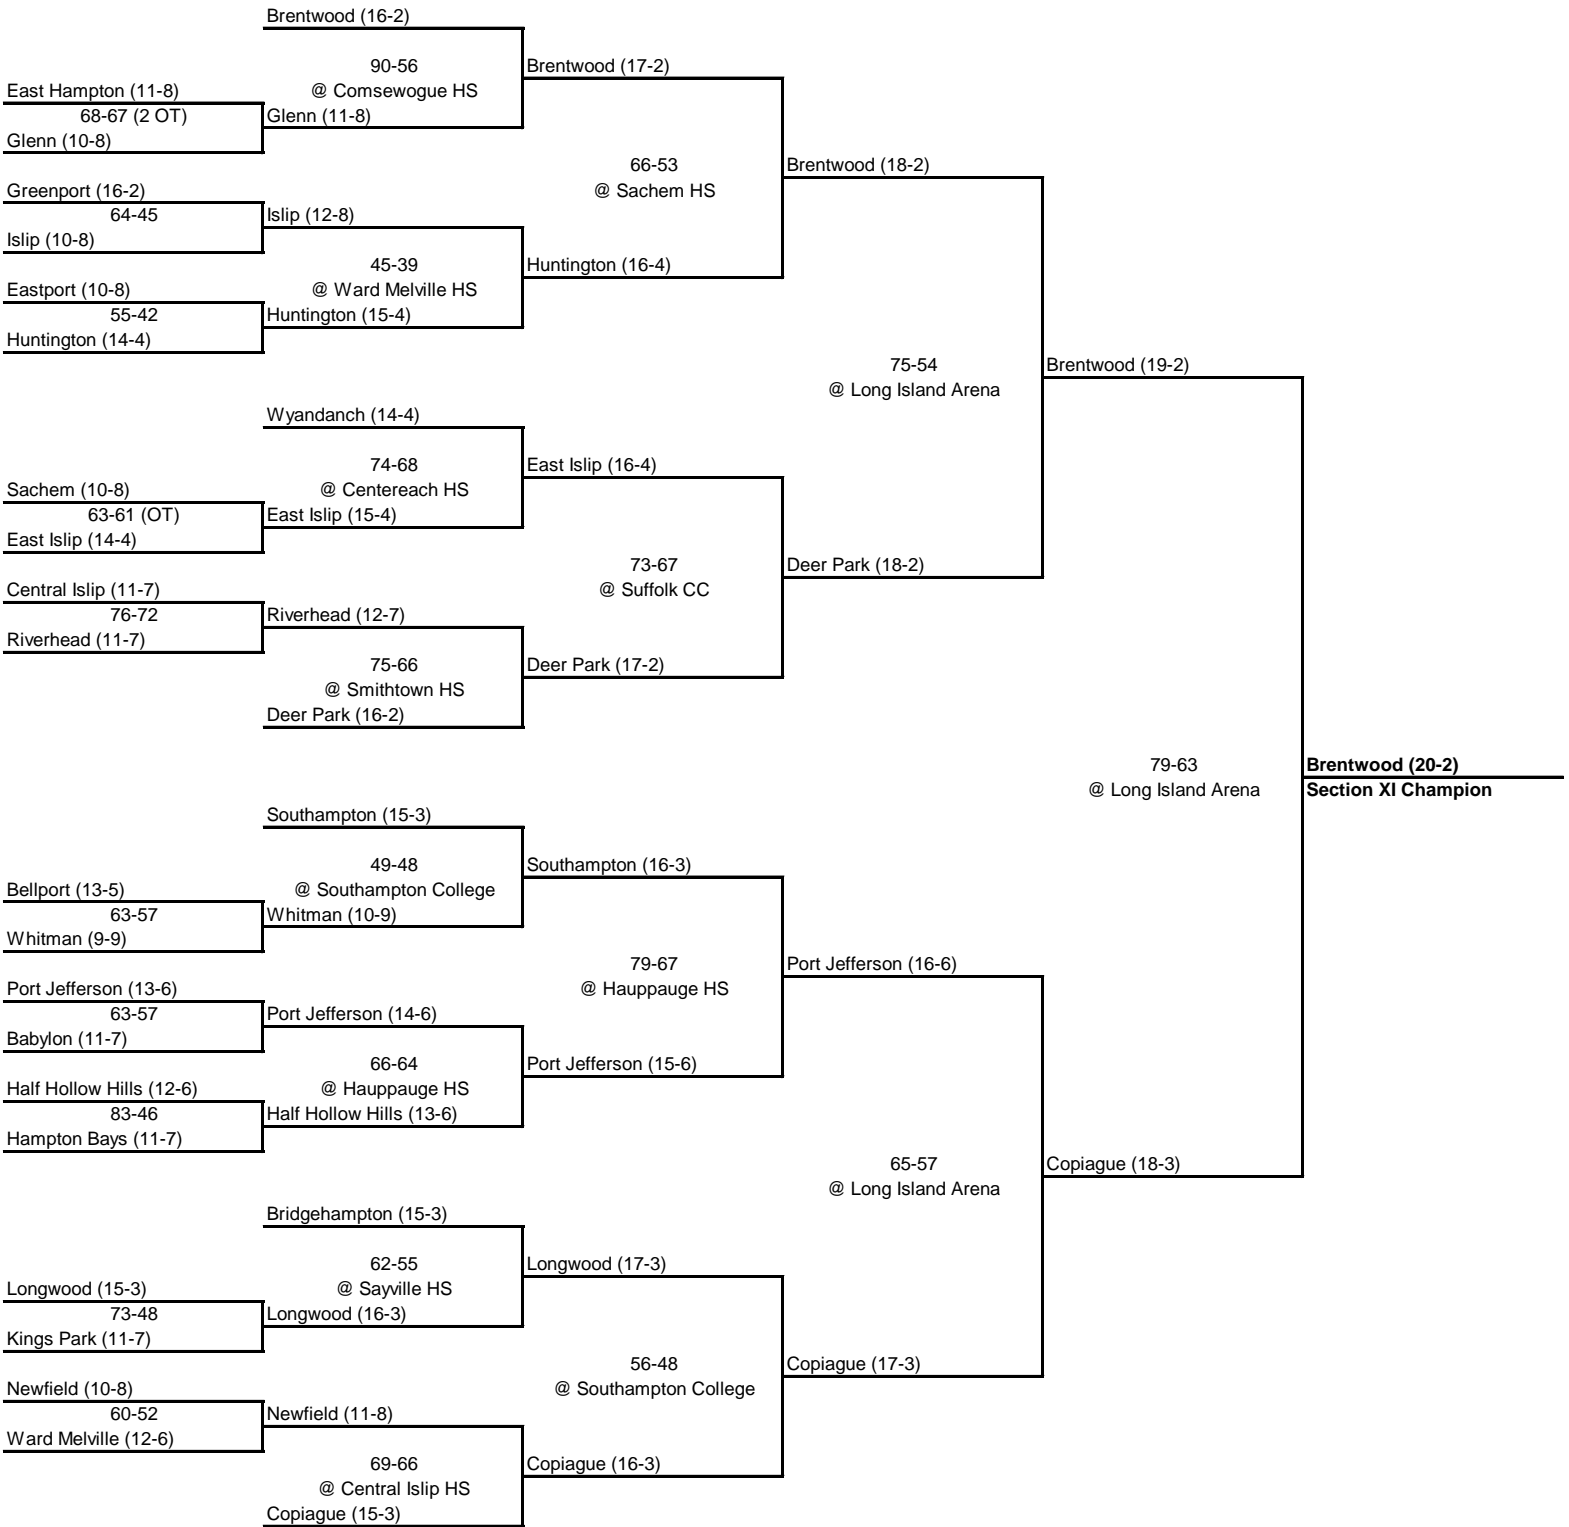 Brentwood (16-2)
90-56
@ Comsewogue HS
Brentwood (17-2)
East Hampton (11-8)
68-67 (2 OT)
Glenn (11-8)
Glenn (10-8)
66-53
@ Sachem HS
Brentwood (18-2)
Greenport (16-2)
64-45
Islip (12-8)
Islip (10-8)
45-39
@ Ward Melville HS
Huntington (16-4)
Eastport (10-8)
55-42
Huntington (15-4)
Huntington (14-4)
75-54
@ Long Island Arena
Brentwood (19-2)
Wyandanch (14-4)
74-68
@ Centereach HS
East Islip (16-4)
Sachem (10-8)
63-61 (OT)
East Islip (15-4)
East Islip (14-4)
73-67
@ Suffolk CC
Deer Park (18-2)
Central Islip (11-7)
76-72
Riverhead (12-7)
Riverhead (11-7)
75-66
@ Smithtown HS
Deer Park (17-2)
Deer Park (16-2)
79-63
@ Long Island Arena
Brentwood (20-2)
Section XI Champion
Southampton (15-3)
49-48
@ Southampton College
Southampton (16-3)
Bellport (13-5)
63-57
Whitman (10-9)
Whitman (9-9)
79-67
@ Hauppauge HS
Port Jefferson (16-6)
Port Jefferson (13-6)
63-57
Port Jefferson (14-6)
Babylon (11-7)
66-64
@ Hauppauge HS
Port Jefferson (15-6)
Half Hollow Hills (12-6)
83-46
Half Hollow Hills (13-6)
Hampton Bays (11-7)
65-57
@ Long Island Arena
Copiague (18-3)
Bridgehampton (15-3)
62-55
@ Sayville HS
Longwood (17-3)
Longwood (15-3)
73-48
Longwood (16-3)
Kings Park (11-7)
56-48
@ Southampton College
Copiague (17-3)
Newfield (10-8)
60-52
Newfield (11-8)
Ward Melville (12-6)
69-66
@ Central Islip HS
Copiague (16-3)
Copiague (15-3)